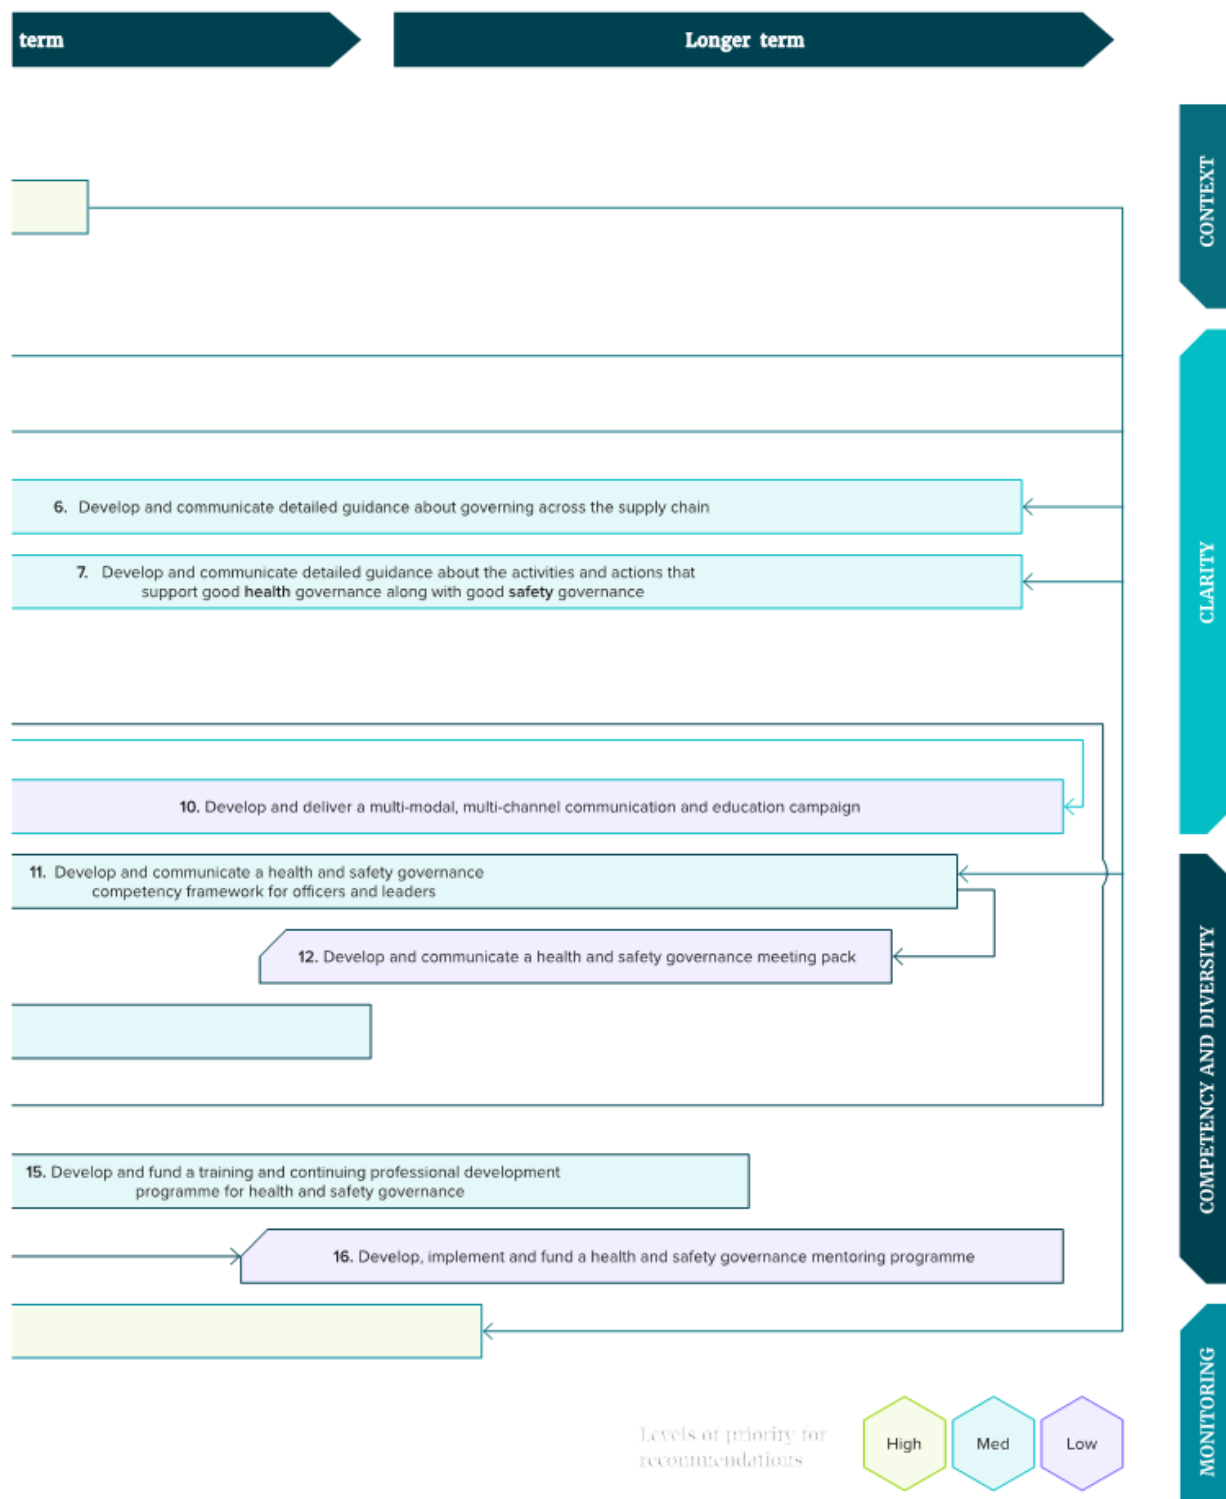 term
Longer term
CONTEXT
6. Develop and communicate detailed guidance about governing across the supply chain
7. Develop and communicate detailed guidance about the activities and actions that
support good health governance along with good safety governance
CLARITY
10. Develop and deliver a multi-modal, multi-channel communication and education campaign
11. Develop and communicate a health and safety governance
competency framework for officers and leaders
12. Develop and communicate a health and safety governance meeting pack
COMPETENCY AND DIVERSITY
15. Develop and fund a training and continuing professional development
programme for health and safety governance
16. Develop, implement and fund a health and safety governance mentoring programme
MONITORING
Levels of priority for
recommendations
High
Med
Low